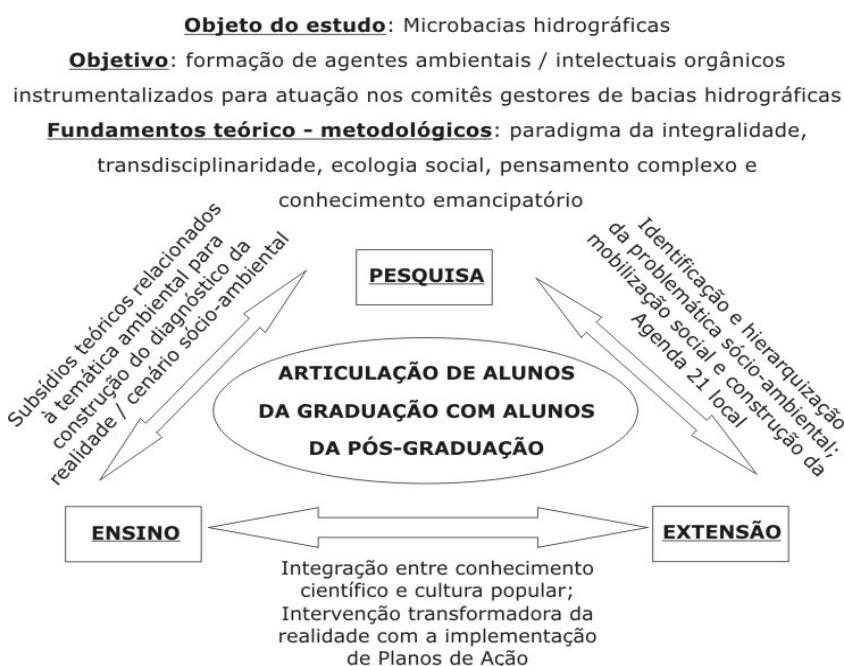 Objeto do estudo: Microbacias hidrográficas
Objetivo: formação de agentes ambientais / intelectuais orgânicos
instrumentalizados para atuação nos comitês gestores de bacias hidrográficas
Fundamentos teórico - metodológicos: paradigma da integralidade,
transdisciplinaridade, ecologia social, pensamento complexo e
conhecimento emancipatório
Subsídios teóricos relacionados
à temática ambiental para
construção do diagnóstico da
realidade / cenário sócio-ambiental
PESQUISA
Identificação e hierarquização
da problemática sócio-ambiental;
mobilização social e construção da
Agenda 21 local
ARTICULAÇÃO DE ALUNOS
DA GRADUAÇÃO COM ALUNOS
DA PÓS-GRADUAÇÃO
ENSINO
EXTENSÃO
Integração entre conhecimento
científico e cultura popular;
Intervenção transformadora da
realidade com a implementação
de Planos de Ação